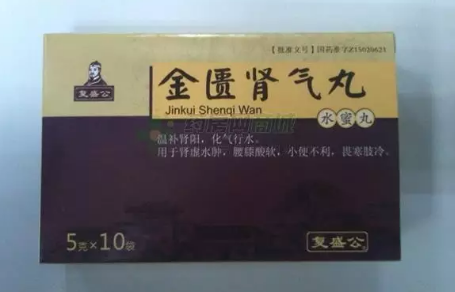 【批准文号】国药准字Z15020621
复盛公
金匮肾气丸
Jinkui Shenqi Wan
水蜜丸
温补肾阳,化气行水。
用于肾虚水肿,腰膝酸软,小便不利,畏寒肢冷。
5克×10袋
复盛公